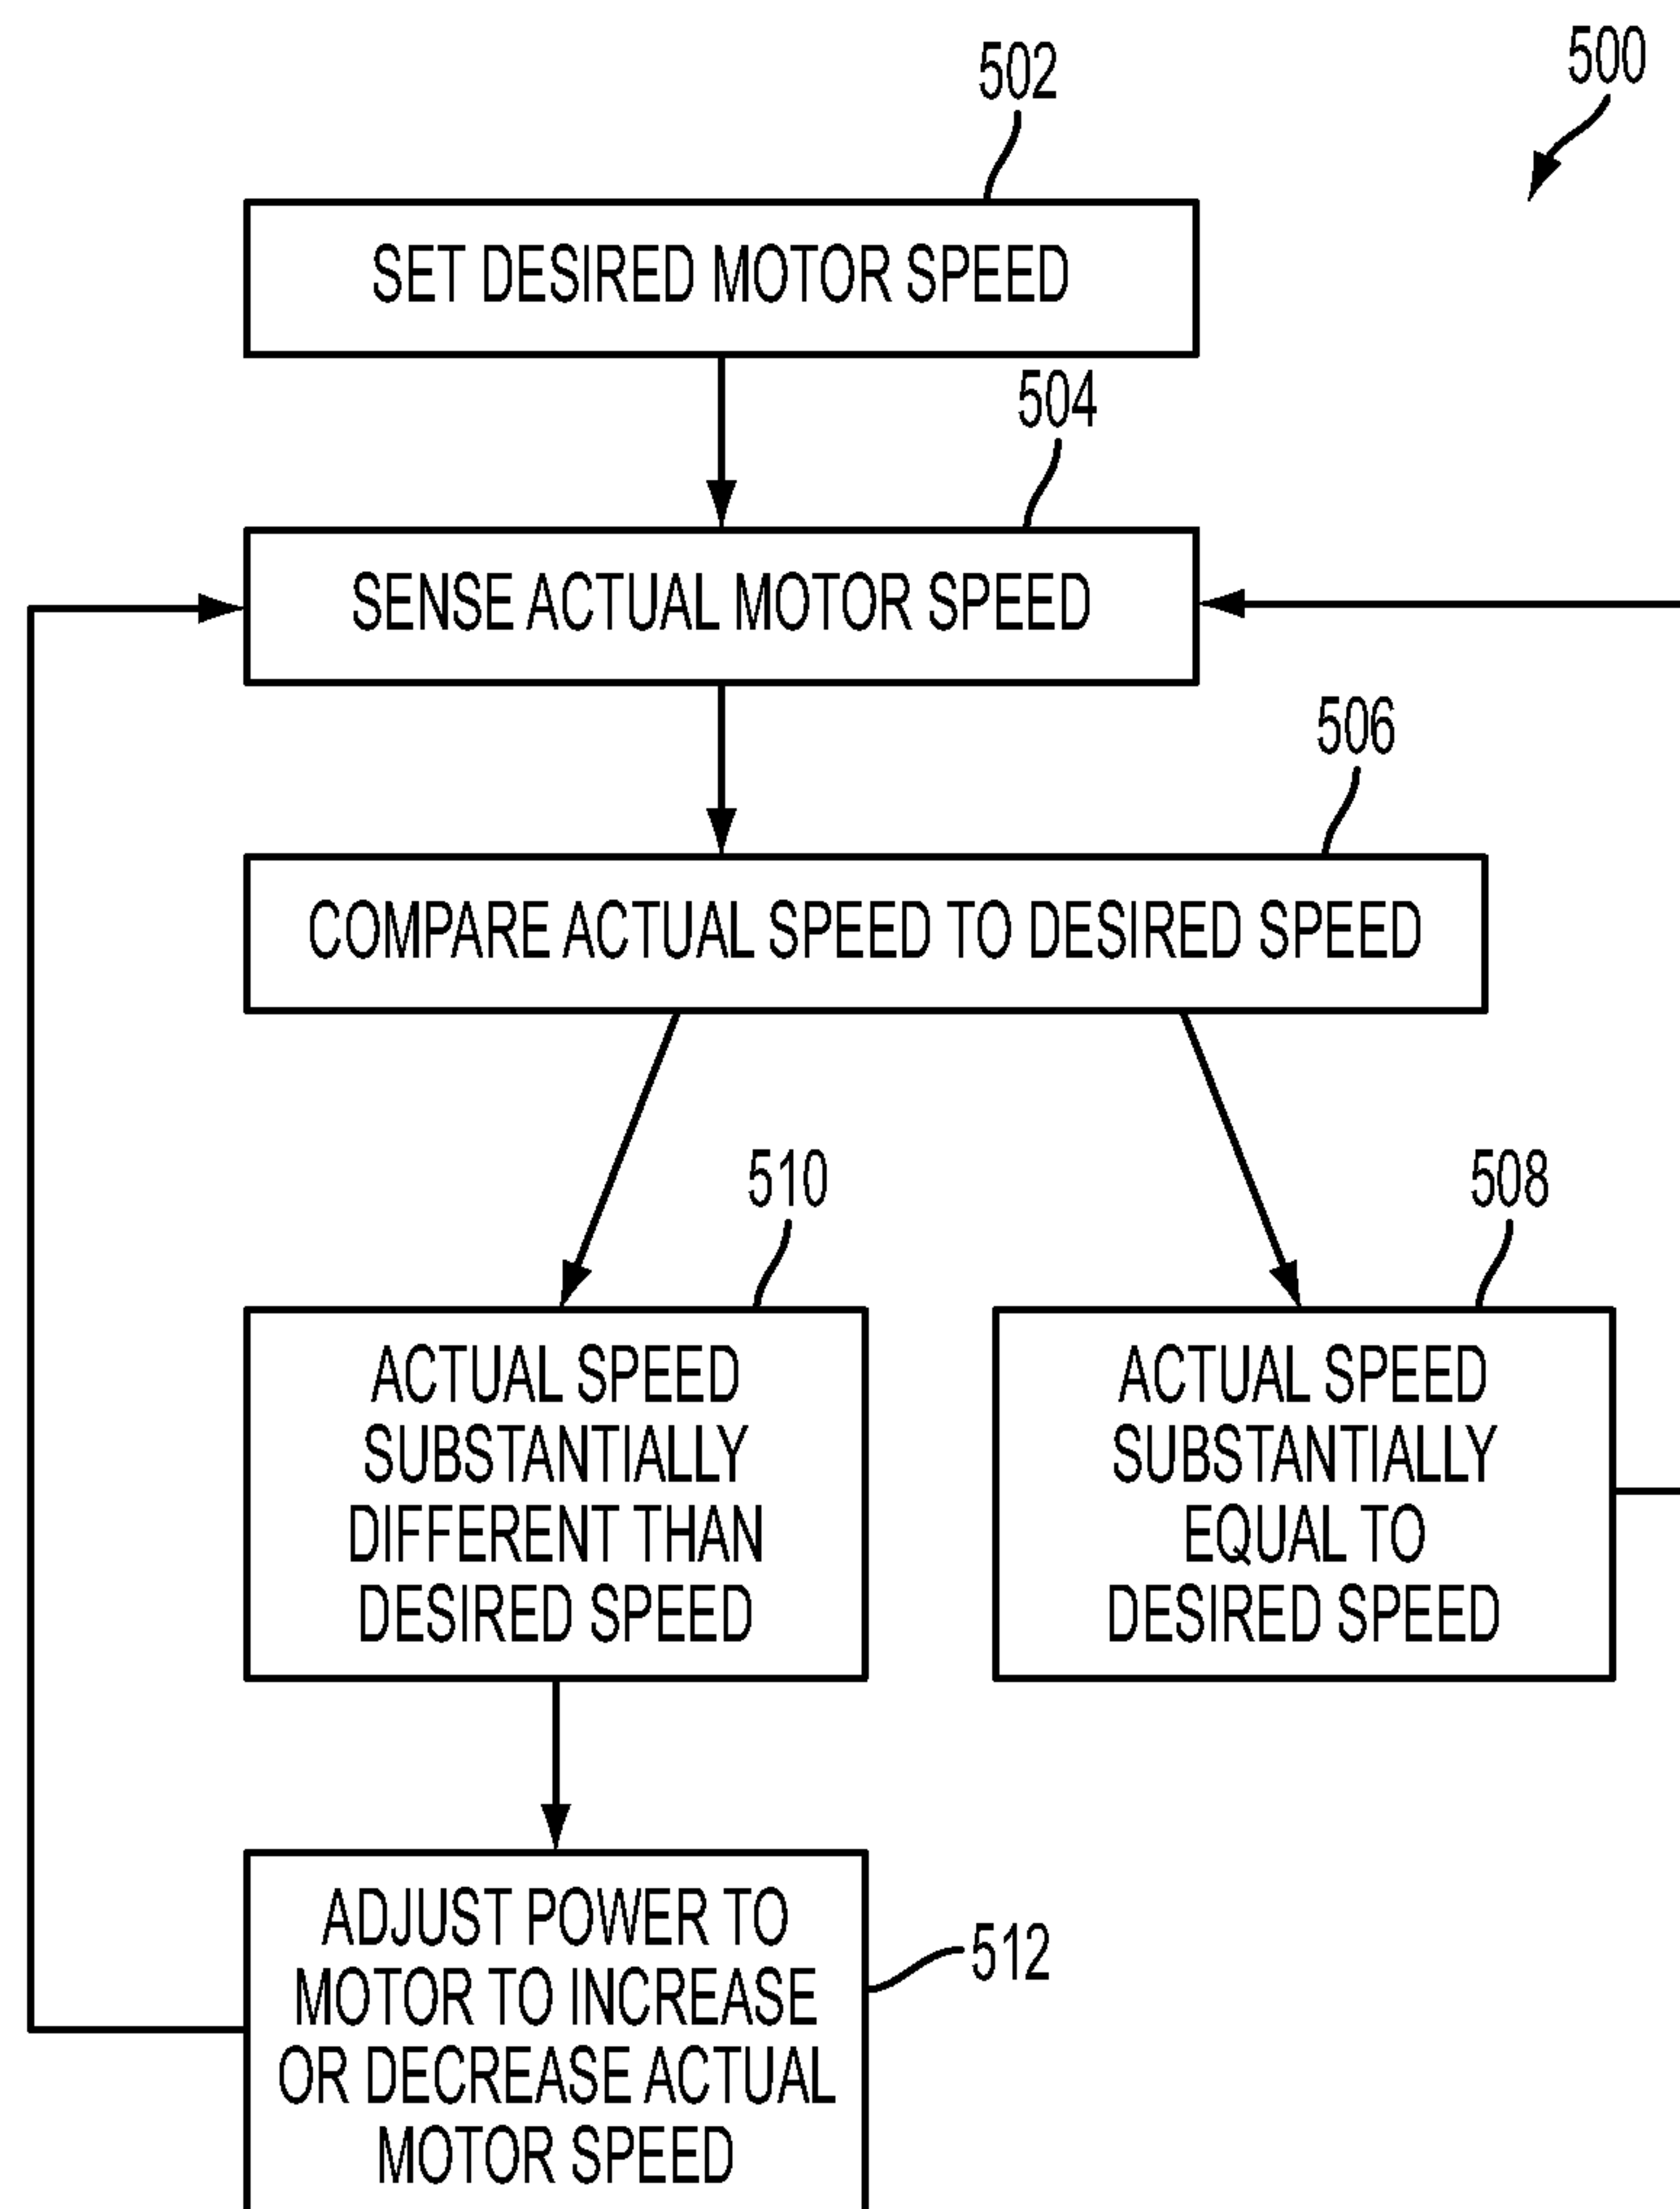 500
502
SET DESIRED MOTOR SPEED
504
SENSE ACTUAL MOTOR SPEED
506
COMPARE ACTUAL SPEED TO DESIRED SPEED
510
ACTUAL SPEED
SUBSTANTIALLY
DIFFERENT THAN
DESIRED SPEED
508
ACTUAL SPEED
SUBSTANTIALLY
EQUAL TO
DESIRED SPEED
512
ADJUST POWER TO
MOTOR TO INCREASE
OR DECREASE ACTUAL
MOTOR SPEED